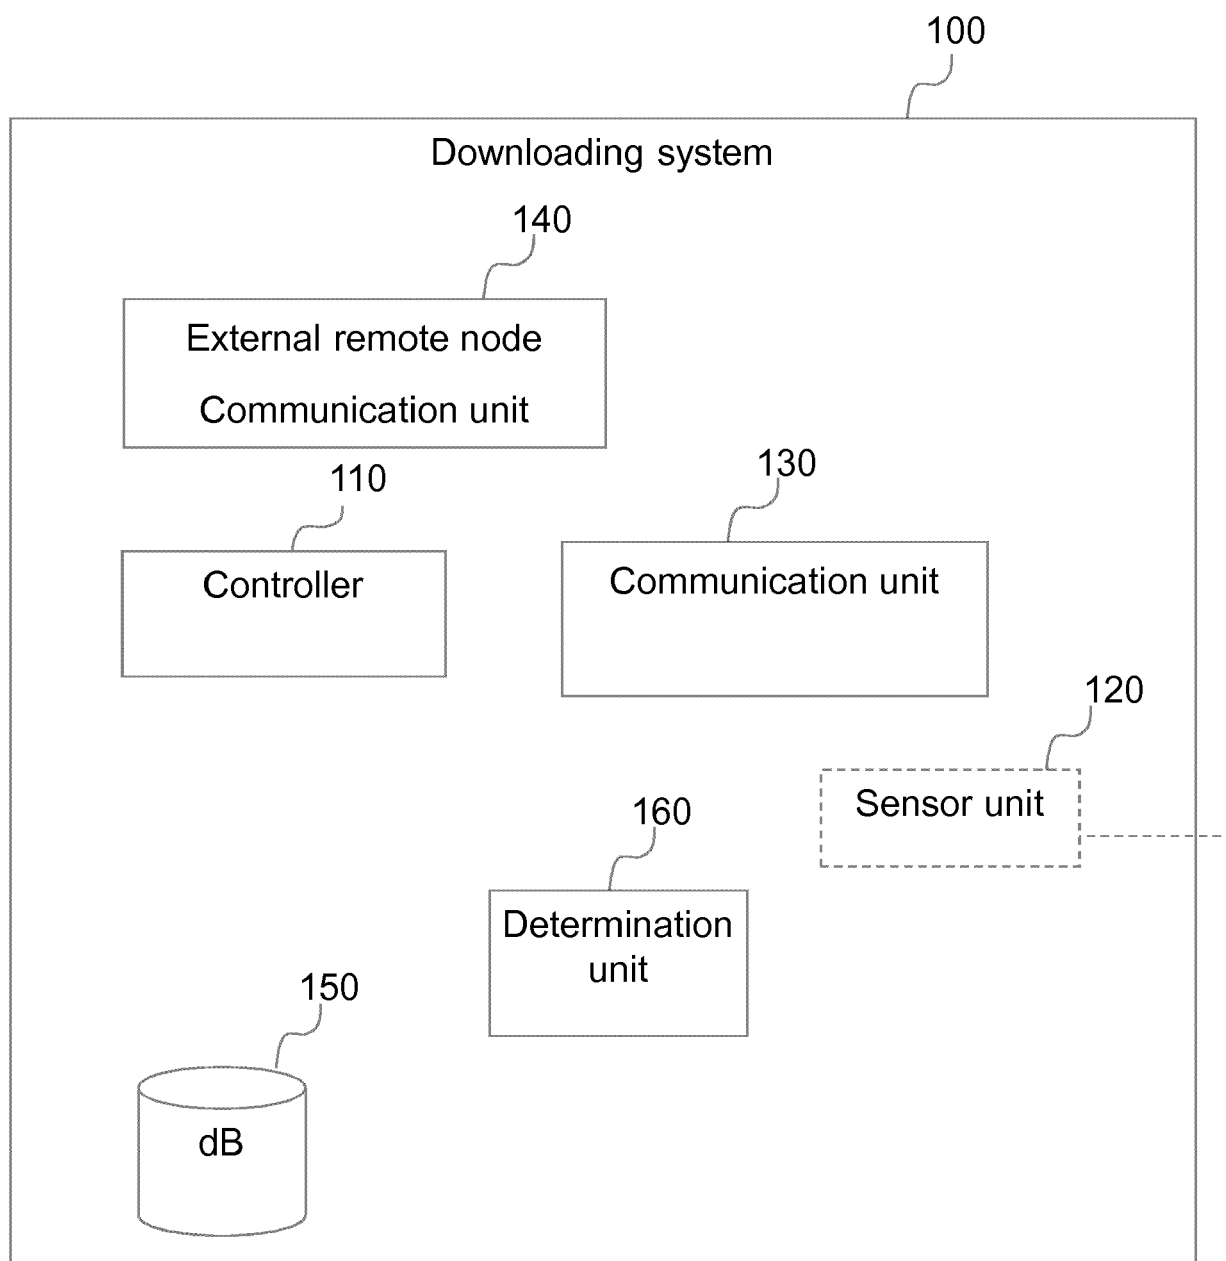 100
Downloading system
140
External remote node
Communication unit
110
130
Controller
Communication unit
120
Sensor unit
160
Determination
unit
150
dB